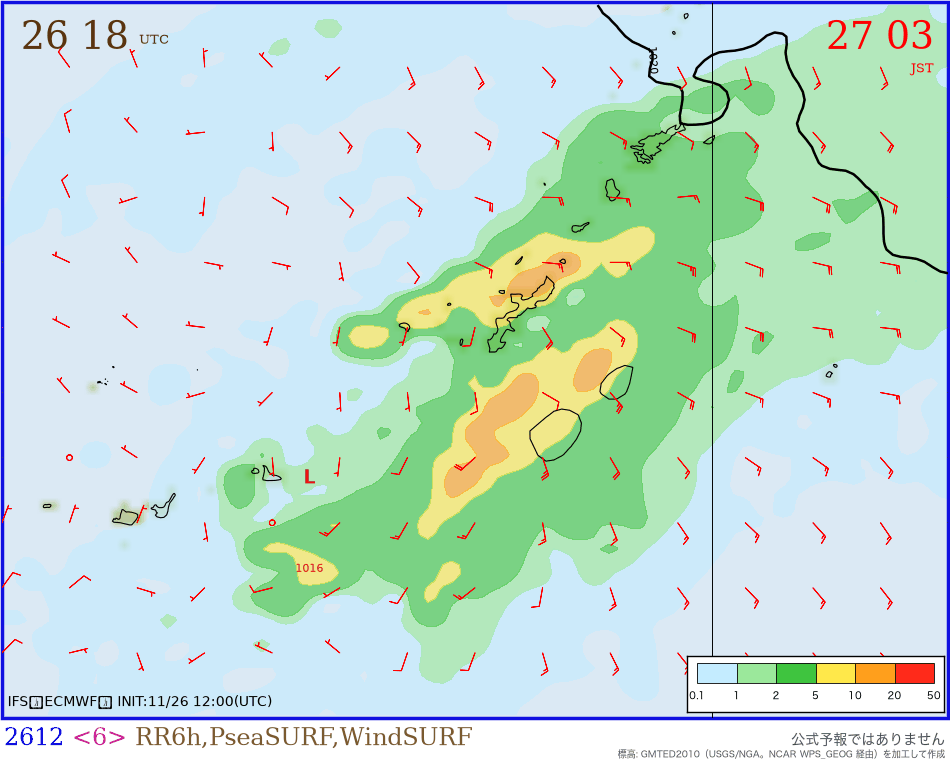 26 18 UTC
27 03
JST
1020
L
1016
0.1 1 2 5 10 20 50
IFS ECMWF INIT:11/26 12:00(UTC)
2612 <6> RR6h,PseaSURF,WindSURF
公式予報ではありません
標高: GMTED2010（USGS/NGA。NCAR WPS_GEOG 経由）を加工して作成